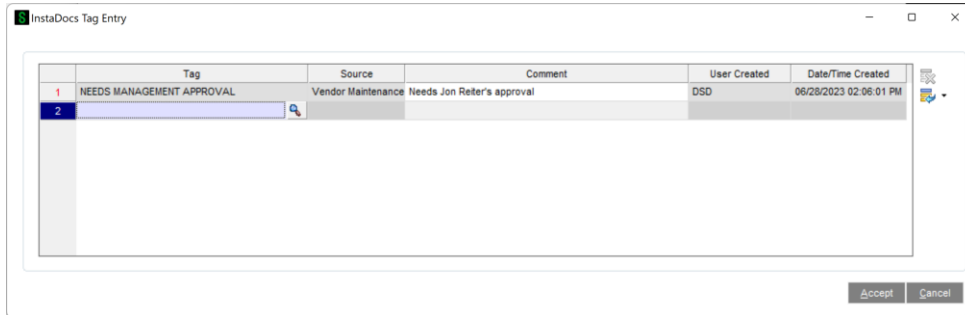 InstaDocs Tag Entry
Tag Source Comment User Created Date/Time Created
1 NEEDS MANAGEMENT APPROVAL Vendor Maintenance Needs Jon Reiter's approval DSD 06/28/2023 02:06:01 PM
2
Accept Cancel